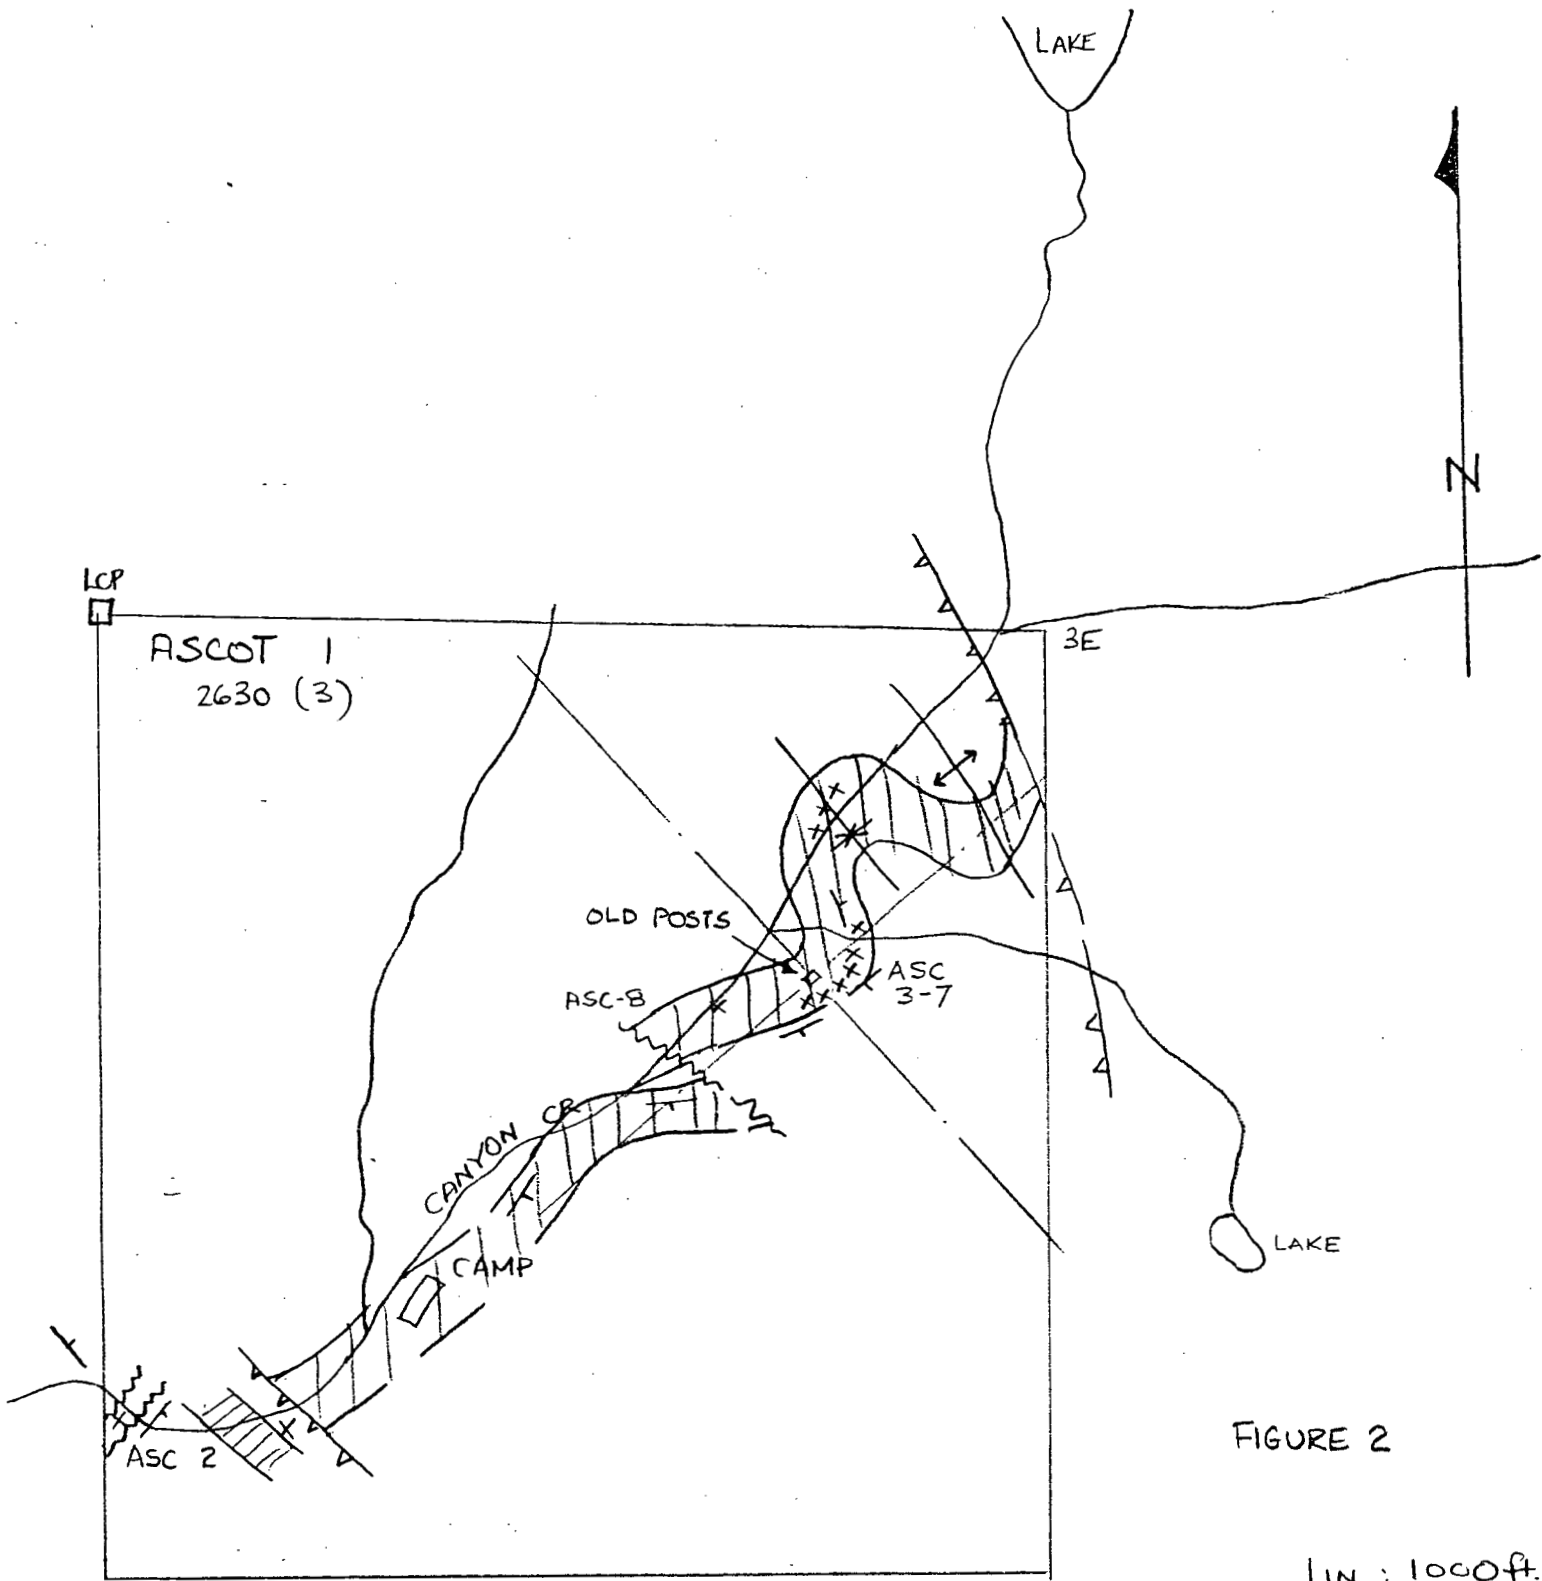 LAKE
N
LCP
3E
ASCOT 1
2630 (3)
OLD POSTS
ASC-8
ASC
3-7
CANYON CR
CAMP
LAKE
ASC 2
FIGURE 2
1 IN : 1000 ft.